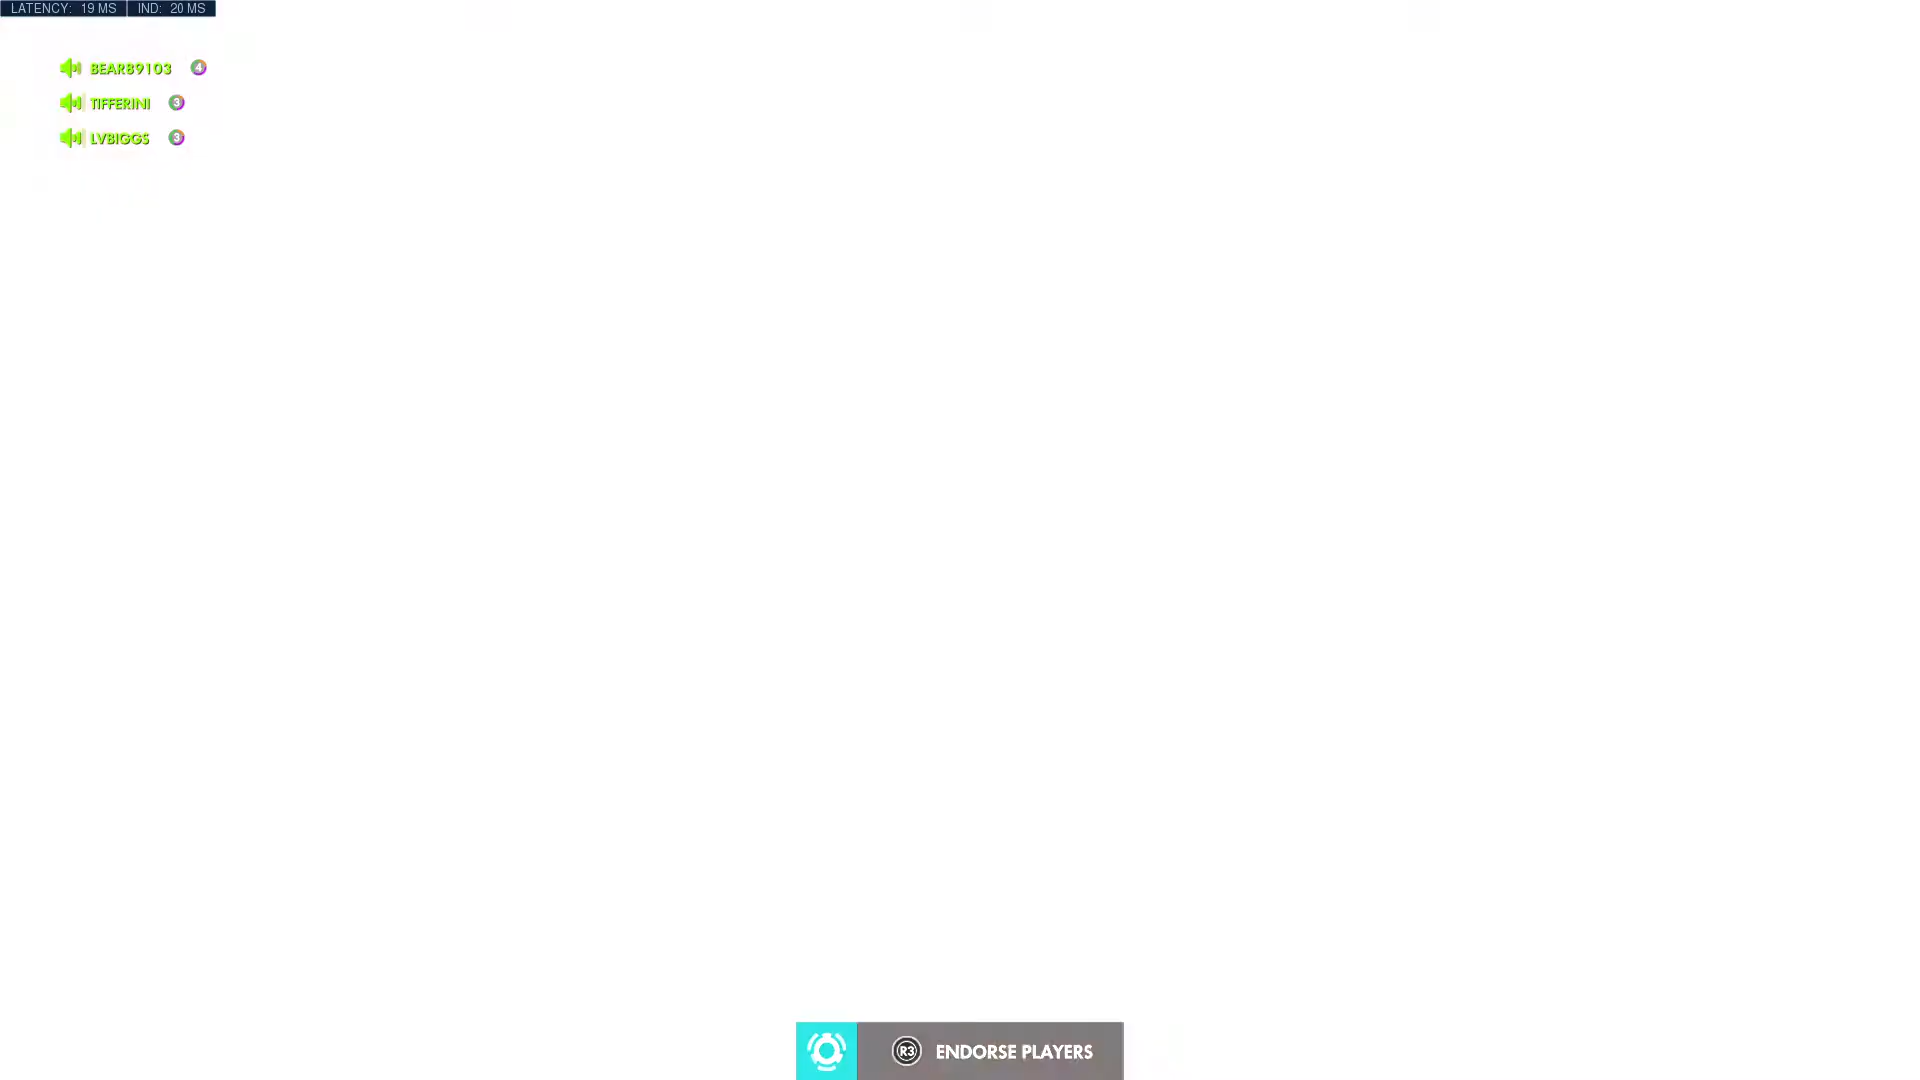 LATENCY: 19 MS IND: 20 MS
BEAR89103 4
TIFFERINI 3
LVBIGGS 3
R3 ENDORSE PLAYERS